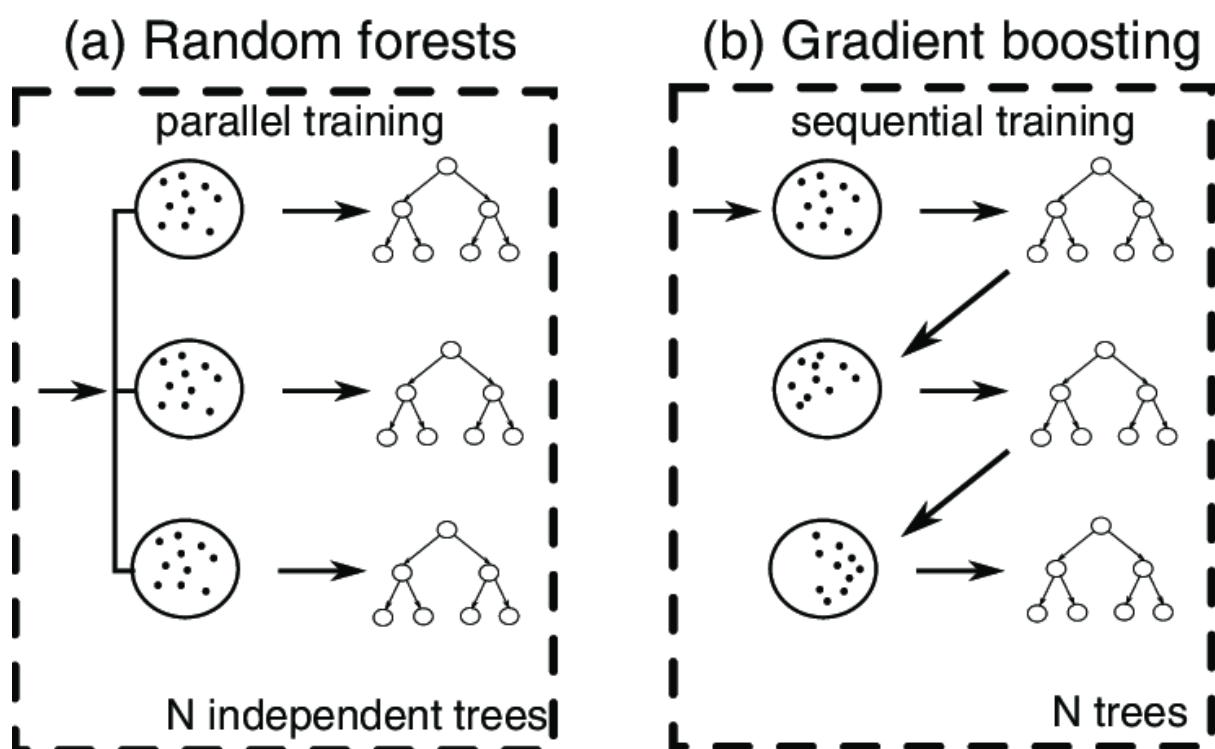 (a) Random forests
parallel training
N independent trees
(b) Gradient boosting
sequential training
N trees